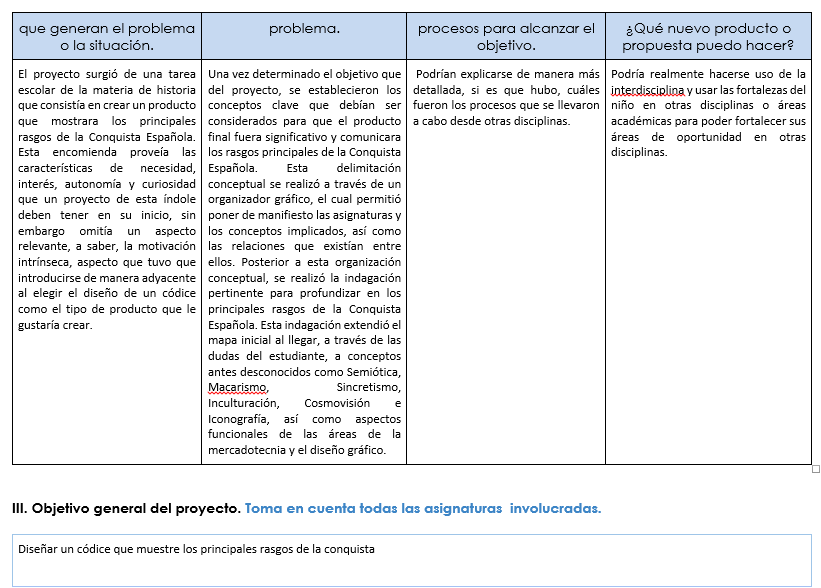 que generan el problema
o la situación.
problema.
procesos para alcanzar el
objetivo.
¿Qué nuevo producto o
propuesta puedo hacer?
El proyecto surgió de una tarea
escolar de la materia de historia
que consistía en crear un producto
que mostrara los principales
rasgos de la Conquista Española.
Esta encomienda proveía las
características de necesidad,
interés, autonomía y curiosidad
que un proyecto de esta índole
deben tener en su inicio, sin
embargo omitía un aspecto
relevante, a saber, la motivación
intrínseca, aspecto que tuvo que
introducirse de manera adyacente
al elegir el diseño de un códice
como el tipo de producto que le
gustaría crear.
Una vez determinado el objetivo que
del proyecto, se establecieron los
conceptos clave que debían ser
considerados para que el producto
final fuera significativo y comunicara
los rasgos principales de la Conquista
Española. Esta delimitación
conceptual se realizó a través de un
organizador gráfico, el cual permitió
poner de manifiesto las asignaturas y
los conceptos implicados, así como
las relaciones que existían entre
ellos. Posterior a esta organización
conceptual, se realizó la indagación
pertinente para profundizar en los
principales rasgos de la Conquista
Española. Esta indagación extendió el
mapa inicial al llegar, a través de las
dudas del estudiante, a conceptos
antes desconocidos como Semiótica,
Macarismo, Sincretismo,
Inculturación, Cosmovisión e
Iconografía, así como aspectos
funcionales de las áreas de la
mercadotecnia y el diseño gráfico.
Podrían explicarse de manera más
detallada, si es que hubo, cuáles
fueron los procesos que se llevaron
a cabo desde otras disciplinas.
Podría realmente hacerse uso de la
interdisciplina y usar las fortalezas del
niño en otras disciplinas o áreas
académicas para poder fortalecer sus
áreas de oportunidad en otras
disciplinas.
III. Objetivo general del proyecto. Toma en cuenta todas las asignaturas involucradas.
Diseñar un códice que muestre los principales rasgos de la conquista